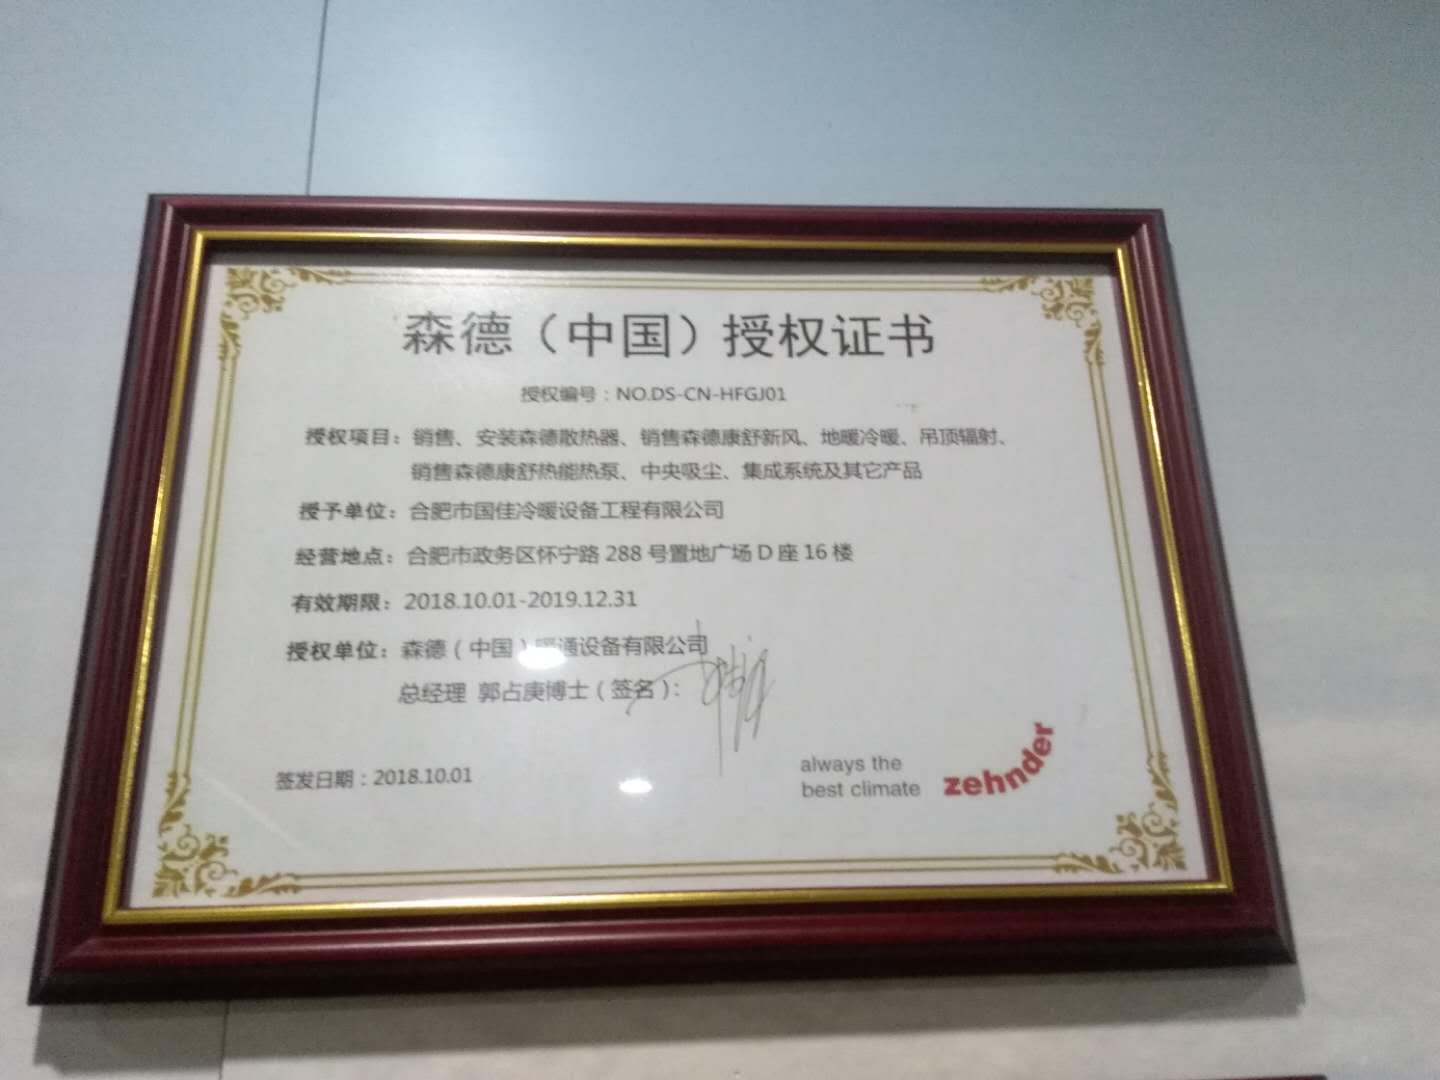 森德（中国）授权证书
授权编号：NO.DS-CN-HFGJ01
授权项目：销售、安装森德散热器、销售森德康舒新风、地暖冷暖、吊顶辐射、
销售森德康舒热能热泵、中央吸尘、集成系统及其它产品
授予单位：合肥市国佳冷暖设备工程有限公司
经营地点：合肥市政务区怀宁路 288 号置地广场 D 座 16 楼
有效期限：2018.10.01-2019.12.31
授权单位：森德（中国）暖通设备有限公司
总经理 郭占庚博士（签名）：
签发日期：2018.10.01
always the
best climate
zehnder